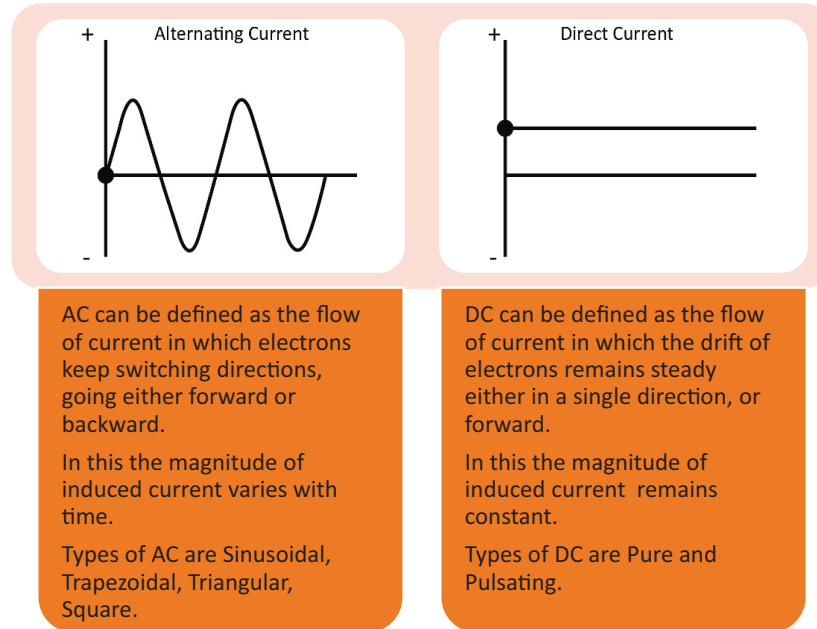 Alternating Current
+
-
Direct Current
+
-
AC can be defined as the flow
of current in which electrons
keep switching directions,
going either forward or
backward.
In this the magnitude of
induced current varies with
time.
Types of AC are Sinusoidal,
Trapezoidal, Triangular,
Square.
DC can be defined as the flow
of current in which the drift of
electrons remains steady
either in a single direction, or
forward.
In this the magnitude of
induced current remains
constant.
Types of DC are Pure and
Pulsating.